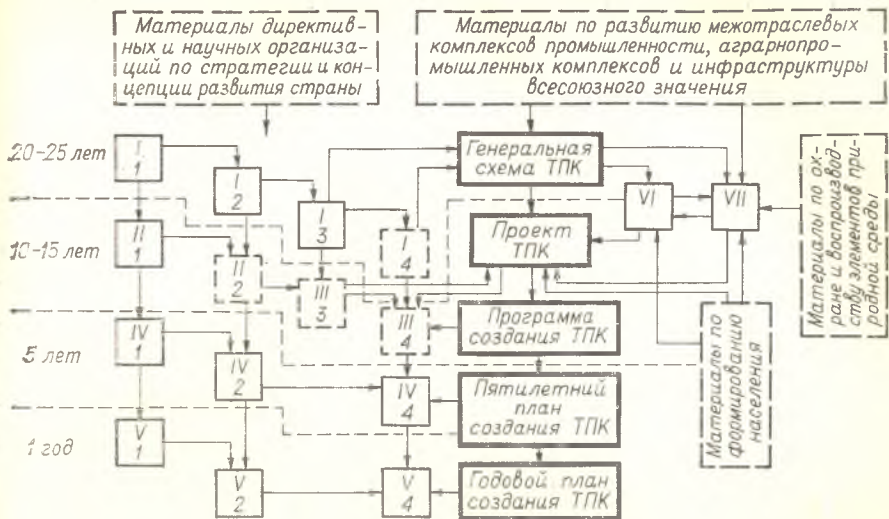 Материалы директив-
ных и научных организа-
ций по стратегии и кон-
цепции развития страны
Материалы по развитию межотраслевых
комплексов промышленности, аграрнопро-
мышленных комплексов и инфраструктуры
всесоюзного значения
20-25 лет
I
1
I
2
I
3
I
4
Генеральная
схема ТПК
VI
VII
Материалы по ох-
ране и воспроизвод-
ству элементов при-
родной среды
10-15 лет
II
1
II
2
III
3
III
4
Проект
ТПК
Программа
создания ТПК
Материалы по
формированию
населения
5 лет
IV
1
IV
2
IV
4
Пятилетний
план
создания ТПК
1 год
V
1
V
2
V
4
Годовой план
создания ТПК